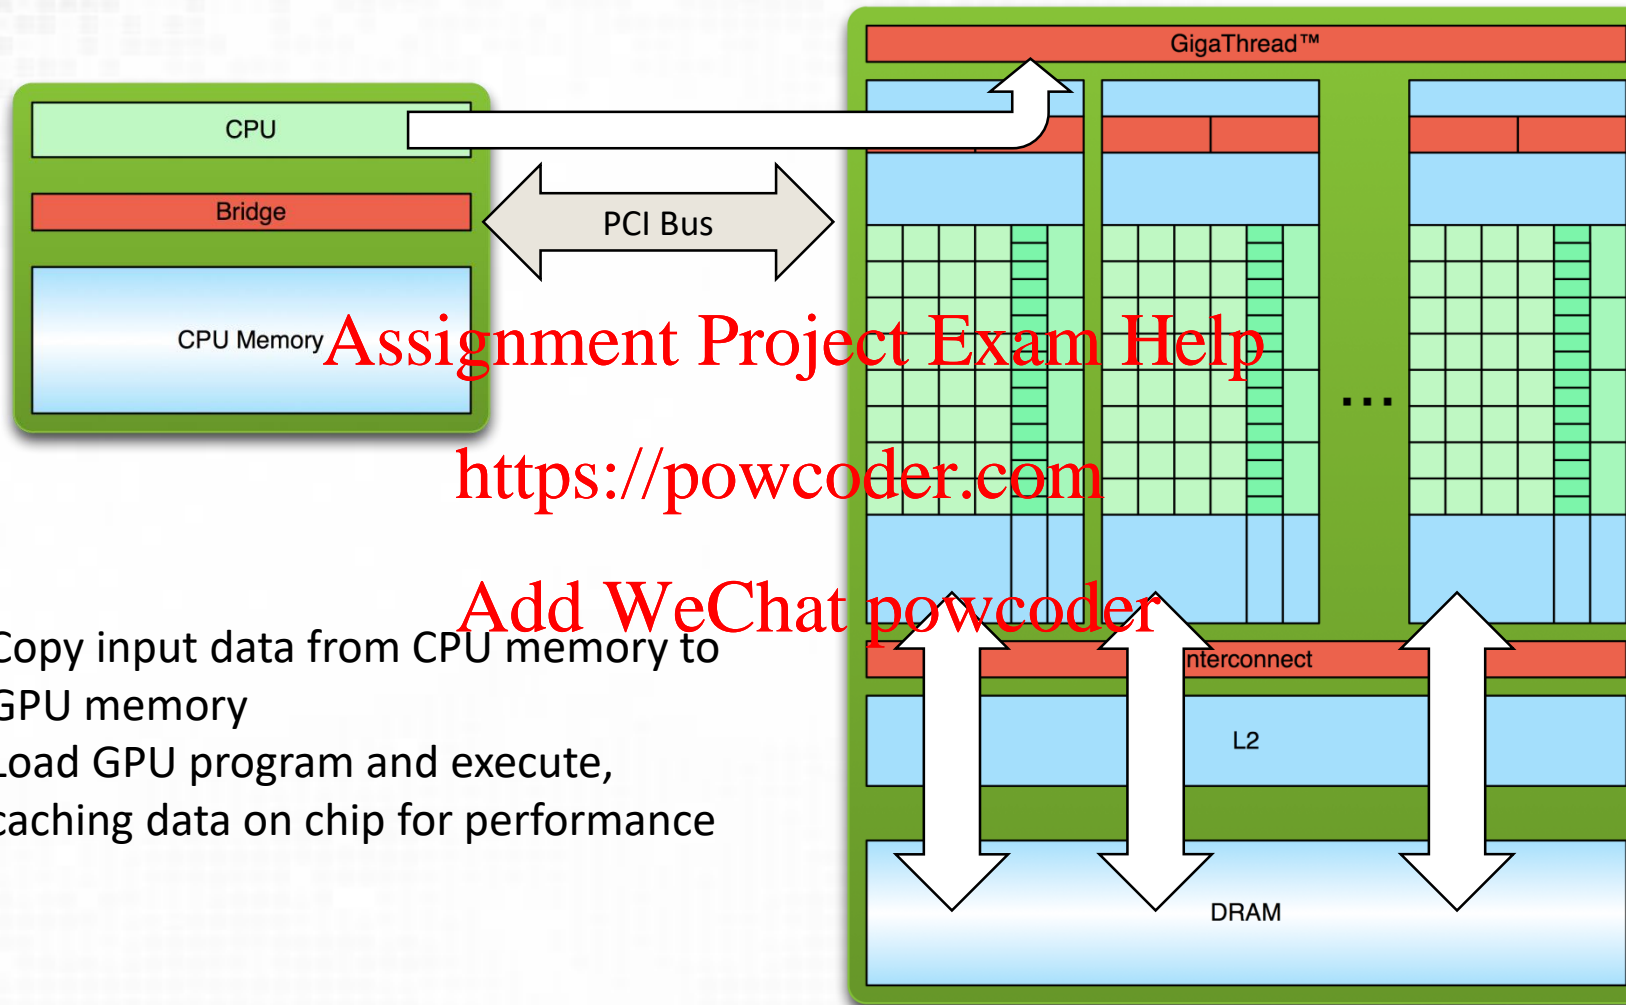 GigaThread™
CPU
Bridge
PCI Bus
CPU Memory
Assignment Project Exam Help
...
https://powcoder.com
Add WeChat powcoder
Copy input data from CPU memory to
GPU memory
Load GPU program and execute,
caching data on chip for performance
nterconnect
L2
DRAM